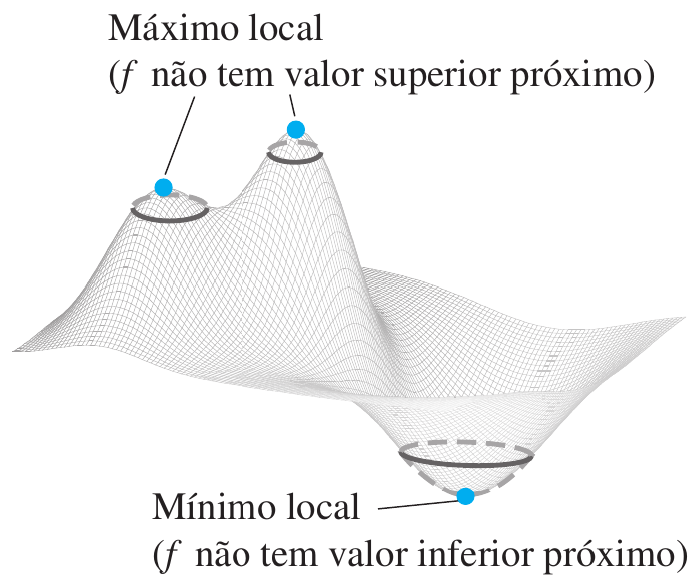 Máximo local
(f não tem valor superior próximo)
Mínimo local
(f não tem valor inferior próximo)